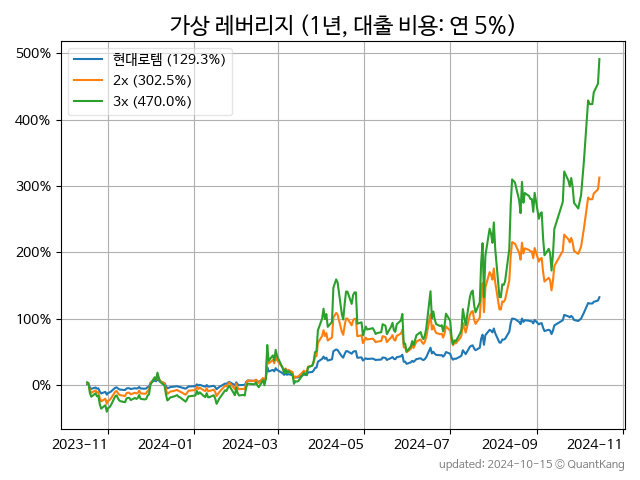 가상 레버리지 (1년, 대출 비용: 연 5%)
현대로템 (129.3%)
2x (302.5%)
3x (470.0%)
500%
400%
300%
200%
100%
0%
2023-11 2024-01 2024-03 2024-05 2024-07 2024-09 2024-11
updated: 2024-10-15 © QuantKang